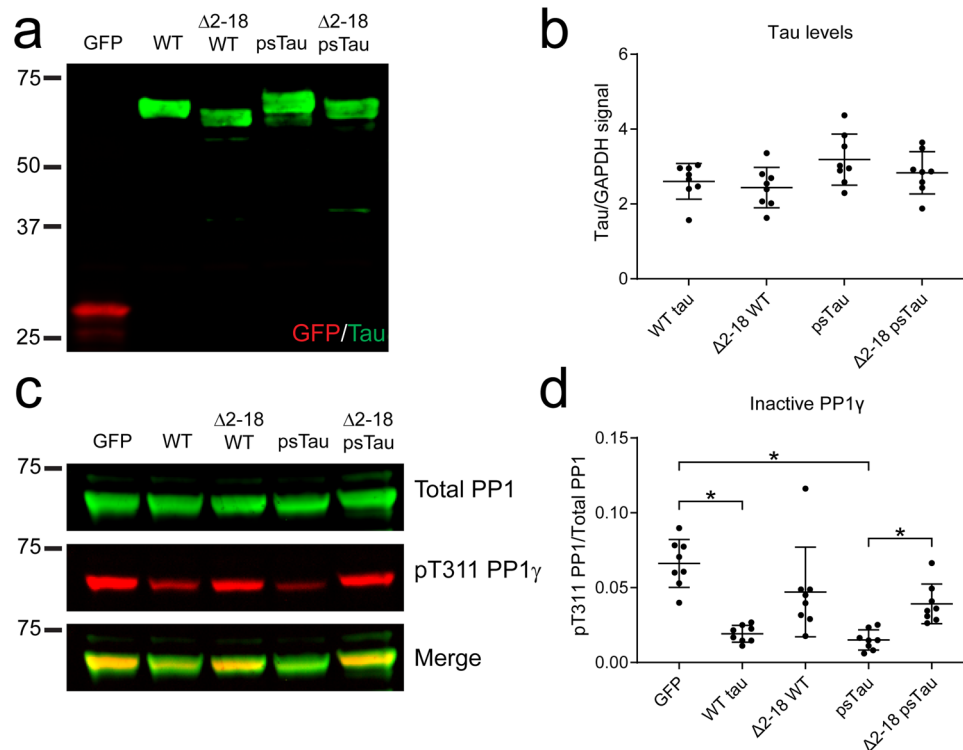 a
GFP WT Δ2-18 WT psTau Δ2-18 psTau
75
50
37
25
GFP/Tau
b
Tau levels
Tau/GAPDH signal
6
4
2
0
WT tau
Δ2-18 WT
psTau
Δ2-18 psTau
c
GFP WT Δ2-18 WT psTau Δ2-18 psTau
75
Total PP1
75
pT311 PP1γ
75
Merge
d
Inactive PP1γ
pT311 PP1/Total PP1
0.15
0.10
0.05
0.00
*
*
*
GFP
WT tau
Δ2-18 WT
psTau
Δ2-18 psTau